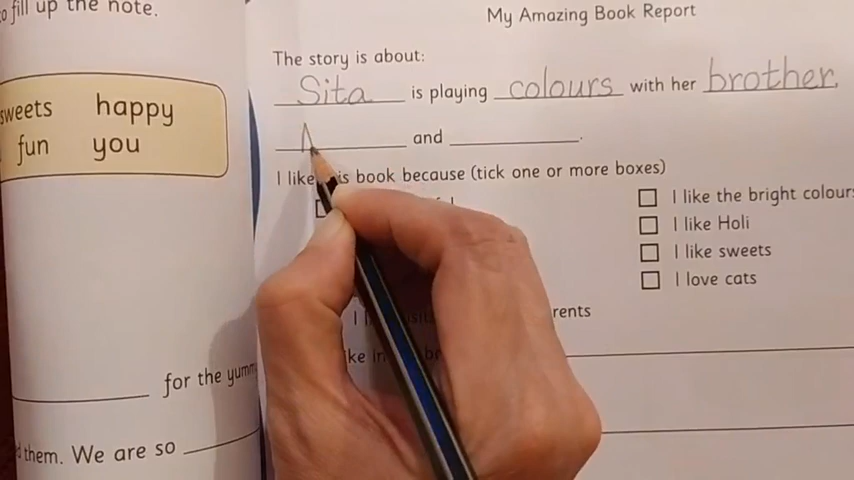 to fill up the note.
sweets happy
fun you
for the yummy
them. We are so
My Amazing Book Report
The story is about:
Sita is playing colours with her brother.
and .
I like is book because (tick one or more boxes)
I like the bright colours
I like Holi
I like sweets
I love cats